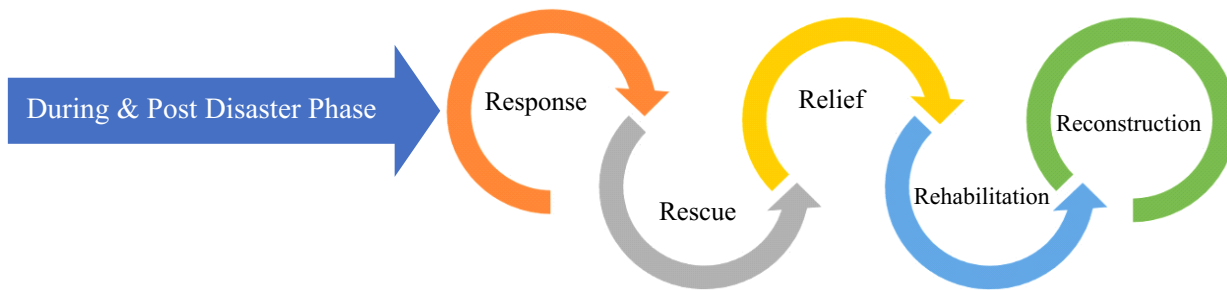 During & Post Disaster Phase
Response
Rescue
Relief
Rehabilitation
Reconstruction